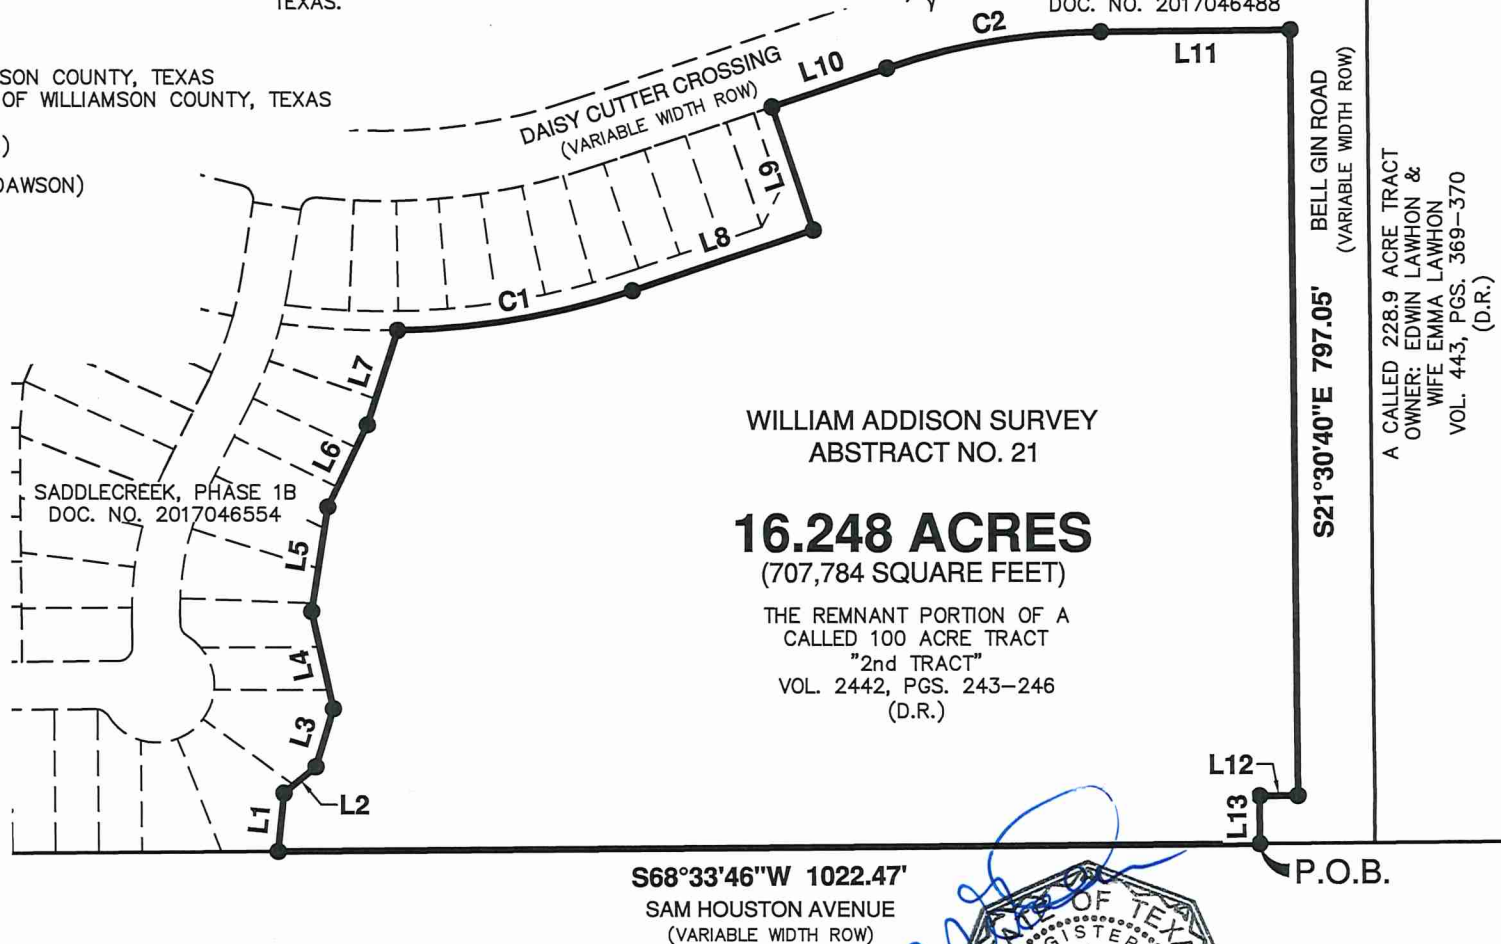 TEXAS.
DOC. NO. 2017046488
SON COUNTY, TEXAS
OF WILLIAMSON COUNTY, TEXAS
)
DAWSON)
DAISY CUTTER CROSSING
(VARIABLE WIDTH ROW)
L10
C2
L11
L9
L8
C1
L7
L6
L5
L4
L3
L2
L1
SADDLECREEK, PHASE 1B
DOC. NO. 2017046554
WILLIAM ADDISON SURVEY
ABSTRACT NO. 21
16.248 ACRES
(707,784 SQUARE FEET)
THE REMNANT PORTION OF A
CALLED 100 ACRE TRACT
"2nd TRACT"
VOL. 2442, PGS. 243-246
(D.R.)
BELL GIN ROAD
(VARIABLE WIDTH ROW)
S21°30'40"E 797.05'
A CALLED 228.9 ACRE TRACT
OWNER: EDWIN LAWHON &
WIFE EMMA LAWHON
VOL. 443, PGS. 369-370
(D.R.)
L12
L13
P.O.B.
S68°33'46"W 1022.47'
SAM HOUSTON AVENUE
(VARIABLE WIDTH ROW)
OF TEXA
GISTER